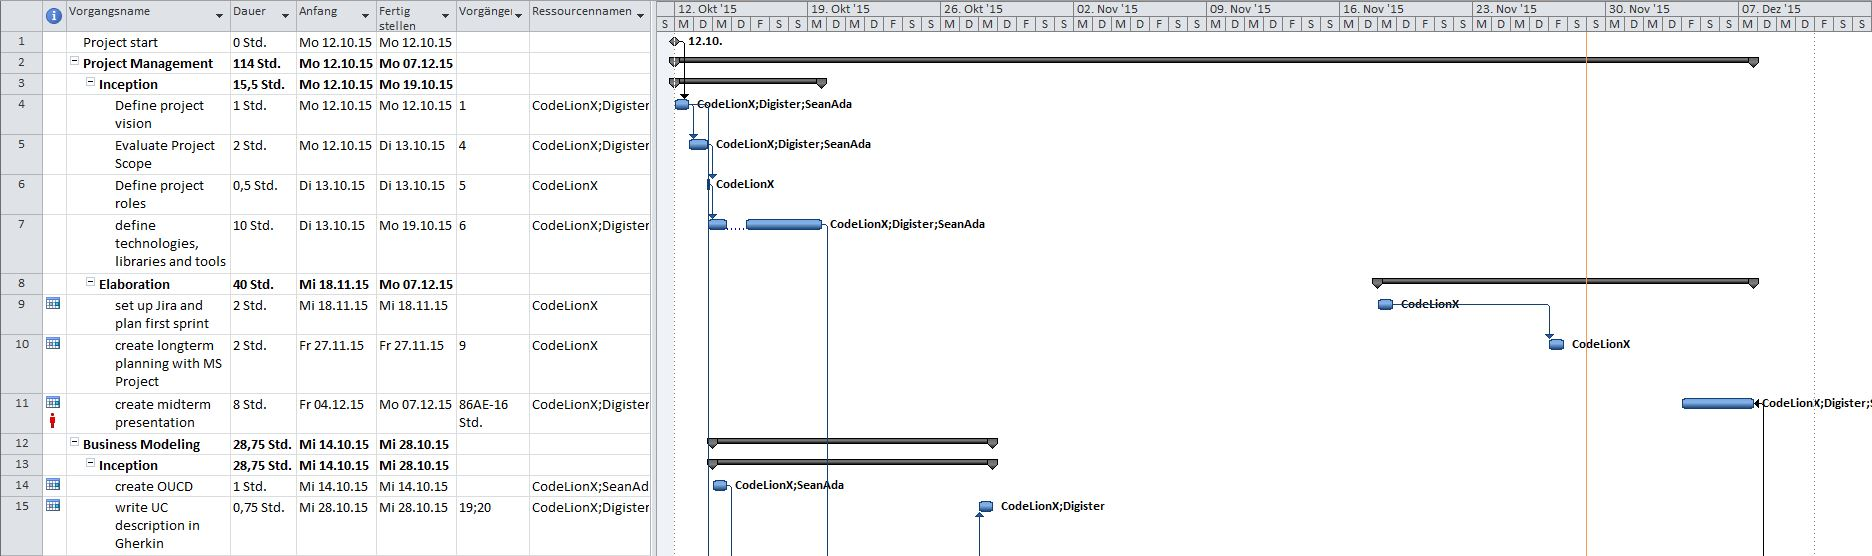 Vorgangsname Dauer Anfang Fertig stellen Vorgänger Ressourcennamen
12. Okt '15 19. Okt '15 26. Okt '15 02. Nov '15 09. Nov '15 16. Nov '15 23. Nov '15 30. Nov '15 07. Dez '15
S M D M D F S S M D M D F S S M D M D F S S M D M D F S S M D M D F S S M D M D F S S M D M D F S S M D M D F S S M D M D F S S
1 Project start 0 Std. Mo 12.10.15 Mo 12.10.15 12.10.
2 Project Management 114 Std. Mo 12.10.15 Mo 07.12.15
3 Inception 15,5 Std. Mo 12.10.15 Mo 19.10.15
4 Define project 1 Std. Mo 12.10.15 Mo 12.10.15 1 CodeLionX;Digister CodeLionX;Digister;SeanAda
vision
5 Evaluate Project 2 Std. Mo 12.10.15 Di 13.10.15 4 CodeLionX;Digister CodeLionX;Digister;SeanAda
Scope
6 Define project 0,5 Std. Di 13.10.15 Di 13.10.15 5 CodeLionX CodeLionX
roles
7 define 10 Std. Di 13.10.15 Mo 19.10.15 6 CodeLionX;Digister CodeLionX;Digister;SeanAda
technologies,
libraries and tools
8 Elaboration 40 Std. Mi 18.11.15 Mo 07.12.15
9 set up Jira and 2 Std. Mi 18.11.15 Mi 18.11.15 CodeLionX CodeLionX
plan first sprint
10 create longterm 2 Std. Fr 27.11.15 Fr 27.11.15 9 CodeLionX CodeLionX
planning with MS
Project
11 create midterm 8 Std. Fr 04.12.15 Mo 07.12.15 86AE-16 CodeLionX;Digister CodeLionX;Digister;S
presentation Std.
12 Business Modeling 28,75 Std. Mi 14.10.15 Mi 28.10.15
13 Inception 28,75 Std. Mi 14.10.15 Mi 28.10.15
14 create OUCD 1 Std. Mi 14.10.15 Mi 14.10.15 CodeLionX;SeanAd CodeLionX;SeanAda
15 write UC 0,75 Std. Mi 28.10.15 Mi 28.10.15 19;20 CodeLionX;Digister CodeLionX;Digister
description in
Gherkin